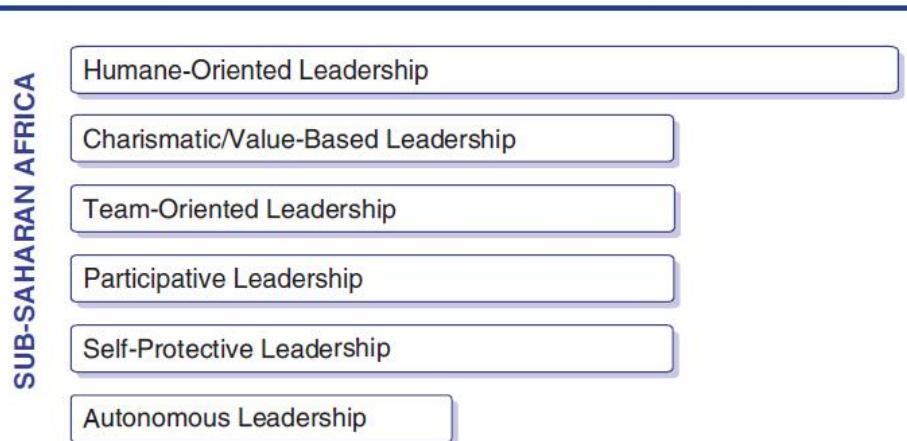 SUB-SAHARAN AFRICA
Humane-Oriented Leadership
Charismatic/Value-Based Leadership
Team-Oriented Leadership
Participative Leadership
Self-Protective Leadership
Autonomous Leadership